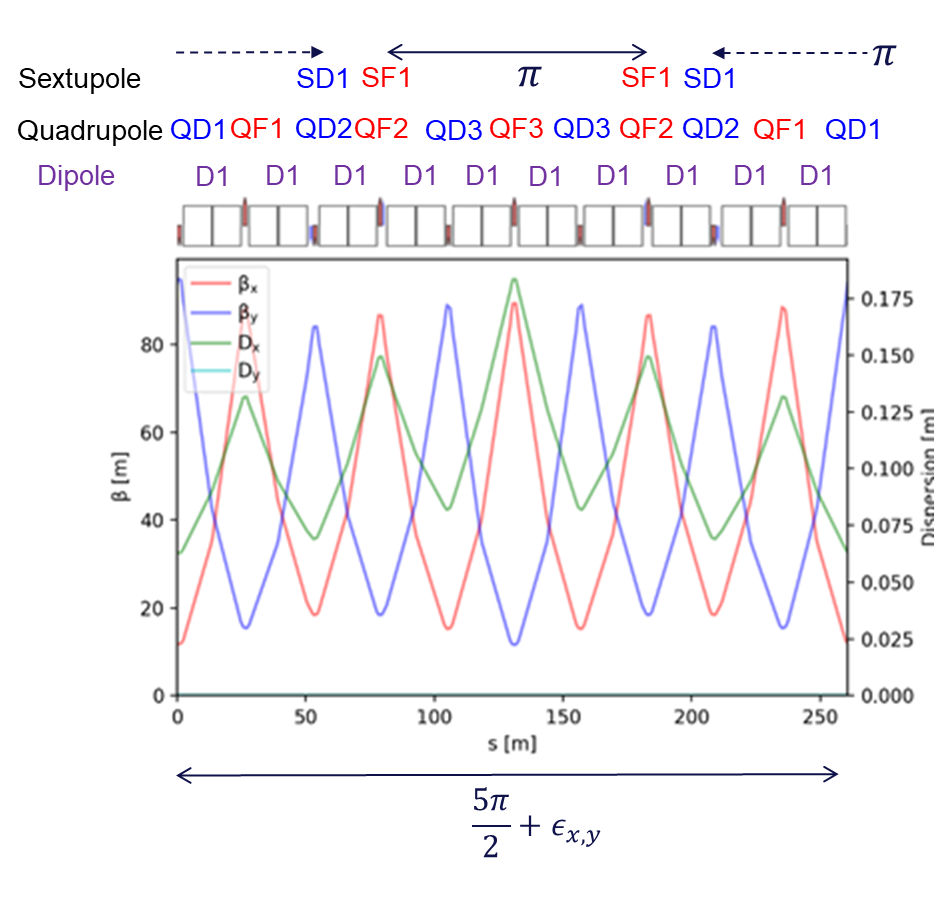 π
Sextupole SD1 SF1 π SF1 SD1
Quadrupole QD1 QF1 QD2 QF2 QD3 QF3 QD3 QF2 QD2 QF1 QD1
Dipole D1 D1 D1 D1 D1 D1 D1 D1 D1 D1
βx
βy
Dx
Dy
80
60
40
20
0
β [m]
0.175
0.150
0.125
0.100
0.075
0.050
0.025
0.000
Dispersion [m]
0 50 100 150 200 250
s [m]
5π/2 + ϵx,y